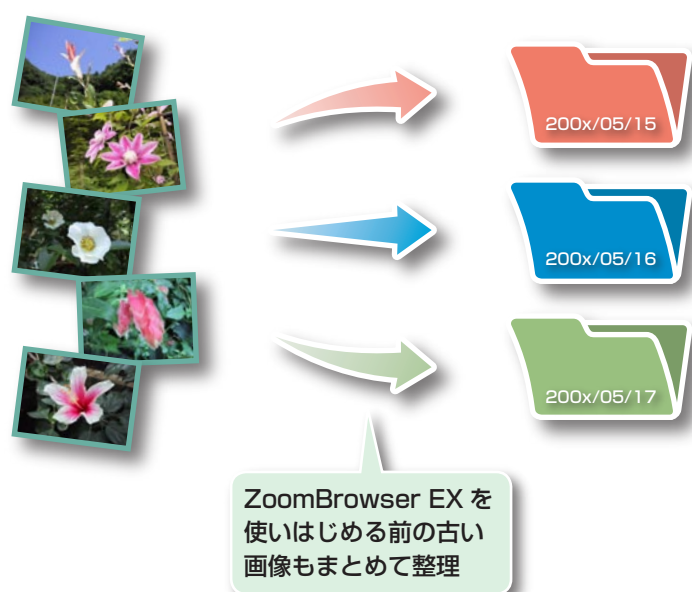 200x/05/15
200x/05/16
200x/05/17
ZoomBrowser EX を
使いはじめる前の古い
画像もまとめて整理